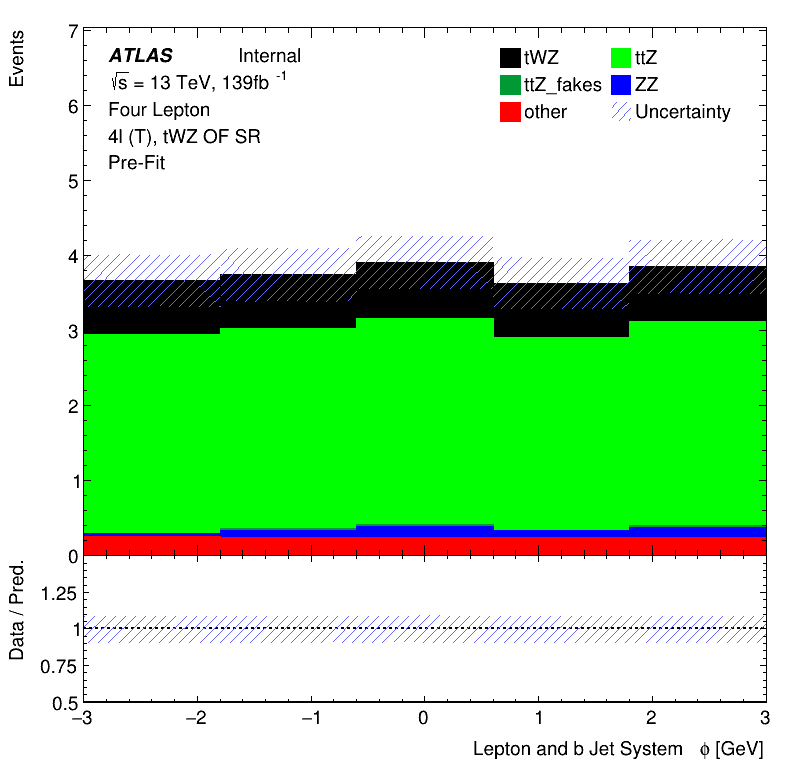 Events
7
6
5
4
3
2
1
0
ATLAS Internal
√s = 13 TeV, 139fb -1
Four Lepton
4l (T), tWZ OF SR
Pre-Fit
tWZ ttZ
ttZ_fakes ZZ
other Uncertainty
Data / Pred.
1.25
1
0.75
0.5
−3 −2 −1 0 1 2 3
Lepton and b Jet System ϕ [GeV]